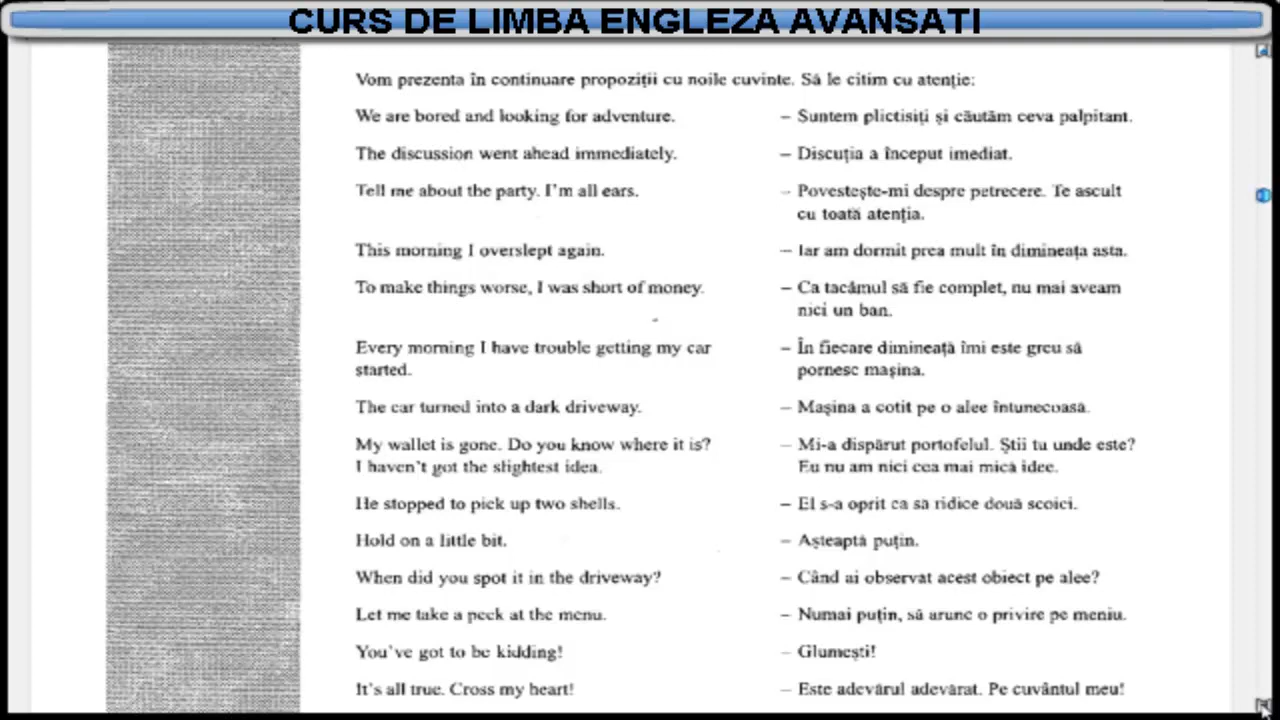 CURS DE LIMBA ENGLEZA AVANSATI
Vom prezenta în continuare propoziții cu noile cuvinte. Să le citim cu atenție:
We are bored and looking for adventure. – Suntem plictisiți și căutăm ceva palpitant.
The discussion went ahead immediately. – Discuția a început imediat.
Tell me about the party. I'm all ears. – Povestește-mi despre petrecere. Te ascult
cu toată atenția.
This morning I overslept again. – Iar am dormit prea mult în dimineața asta.
To make things worse, I was short of money. – Ca tacâmul să fie complet, nu mai aveam
nici un ban.
Every morning I have trouble getting my car – În fiecare dimineață îmi este greu să
started. pornesc mașina.
The car turned into a dark driveway. – Mașina a cotit pe o alee întunecoasă.
My wallet is gone. Do you know where it is? – Mi-a dispărut portofelul. Știi tu unde este?
I haven't got the slightest idea. Eu nu am nici cea mai mică idee.
He stopped to pick up two shells. – El s-a oprit ca să ridice două scoici.
Hold on a little bit. – Așteaptă puțin.
When did you spot it in the driveway? – Când ai observat acest obiect pe alee?
Let me take a peek at the menu. – Numai puțin, să arunc o privire pe meniu.
You've got to be kidding! – Glumești!
It's all true. Cross my heart! – Este adevărul adevărat. Pe cuvântul meu!